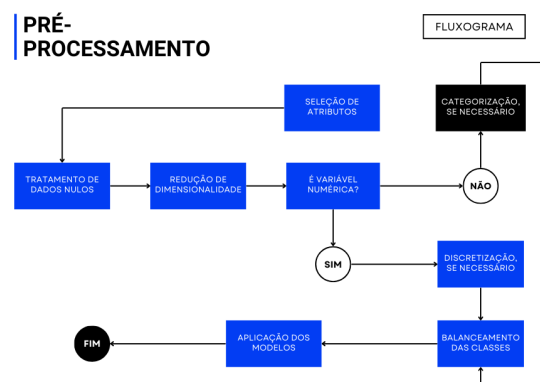 PRÉ-
PROCESSAMENTO
FLUXOGRAMA
SELEÇÃO DE
ATRIBUTOS
CATEGORIZAÇÃO,
SE NECESSÁRIO
TRATAMENTO DE
DADOS NULOS
REDUÇÃO DE
DIMENSIONALIDADE
É VARIÁVEL
NUMÉRICA?
NÃO
SIM
DISCRETIZAÇÃO,
SE NECESSÁRIO
BALANCEAMENTO
DAS CLASSES
APLICAÇÃO DOS
MODELOS
FIM